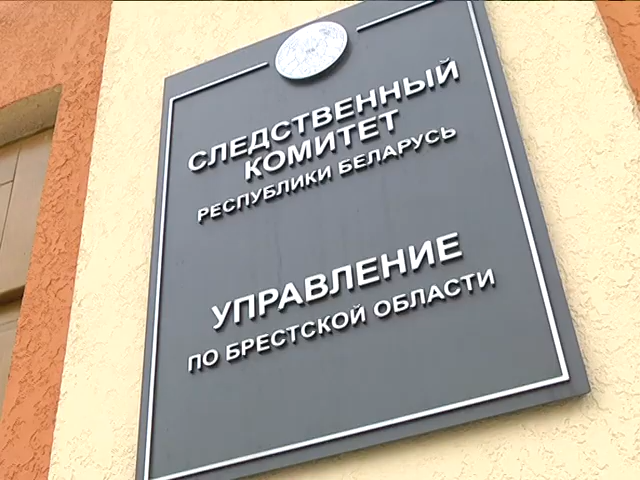 СЛЕДСТВЕННЫЙ
КОМИТЕТ
РЕСПУБЛИКИ БЕЛАРУСЬ
УПРАВЛЕНИЕ
ПО БРЕСТСКОЙ ОБЛАСТИ